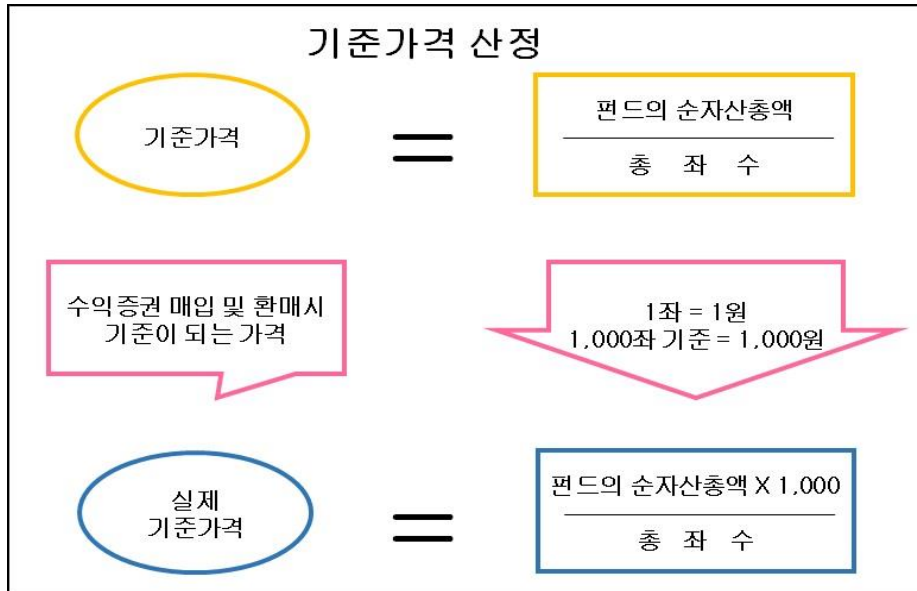 기준가격 산정
기준가격
=
펀드의 순자산총액
총 좌 수
수익증권 매입 및 환매시
기준이 되는 가격
1좌 = 1원
1,000좌 기준 = 1,000원
실제
기준가격
=
펀드의 순자산총액 X 1,000
총 좌 수